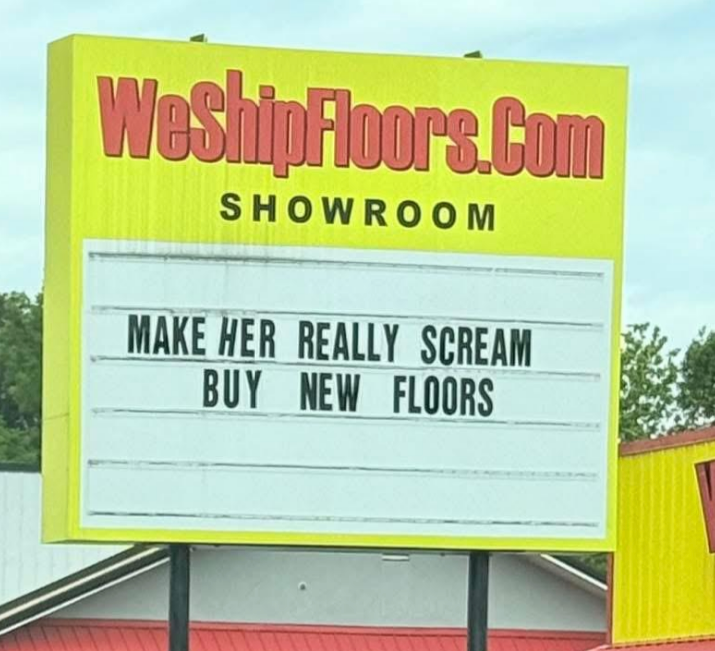 WeShipFloors.Com
SHOWROOM
MAKE HER REALLY SCREAM
BUY NEW FLOORS